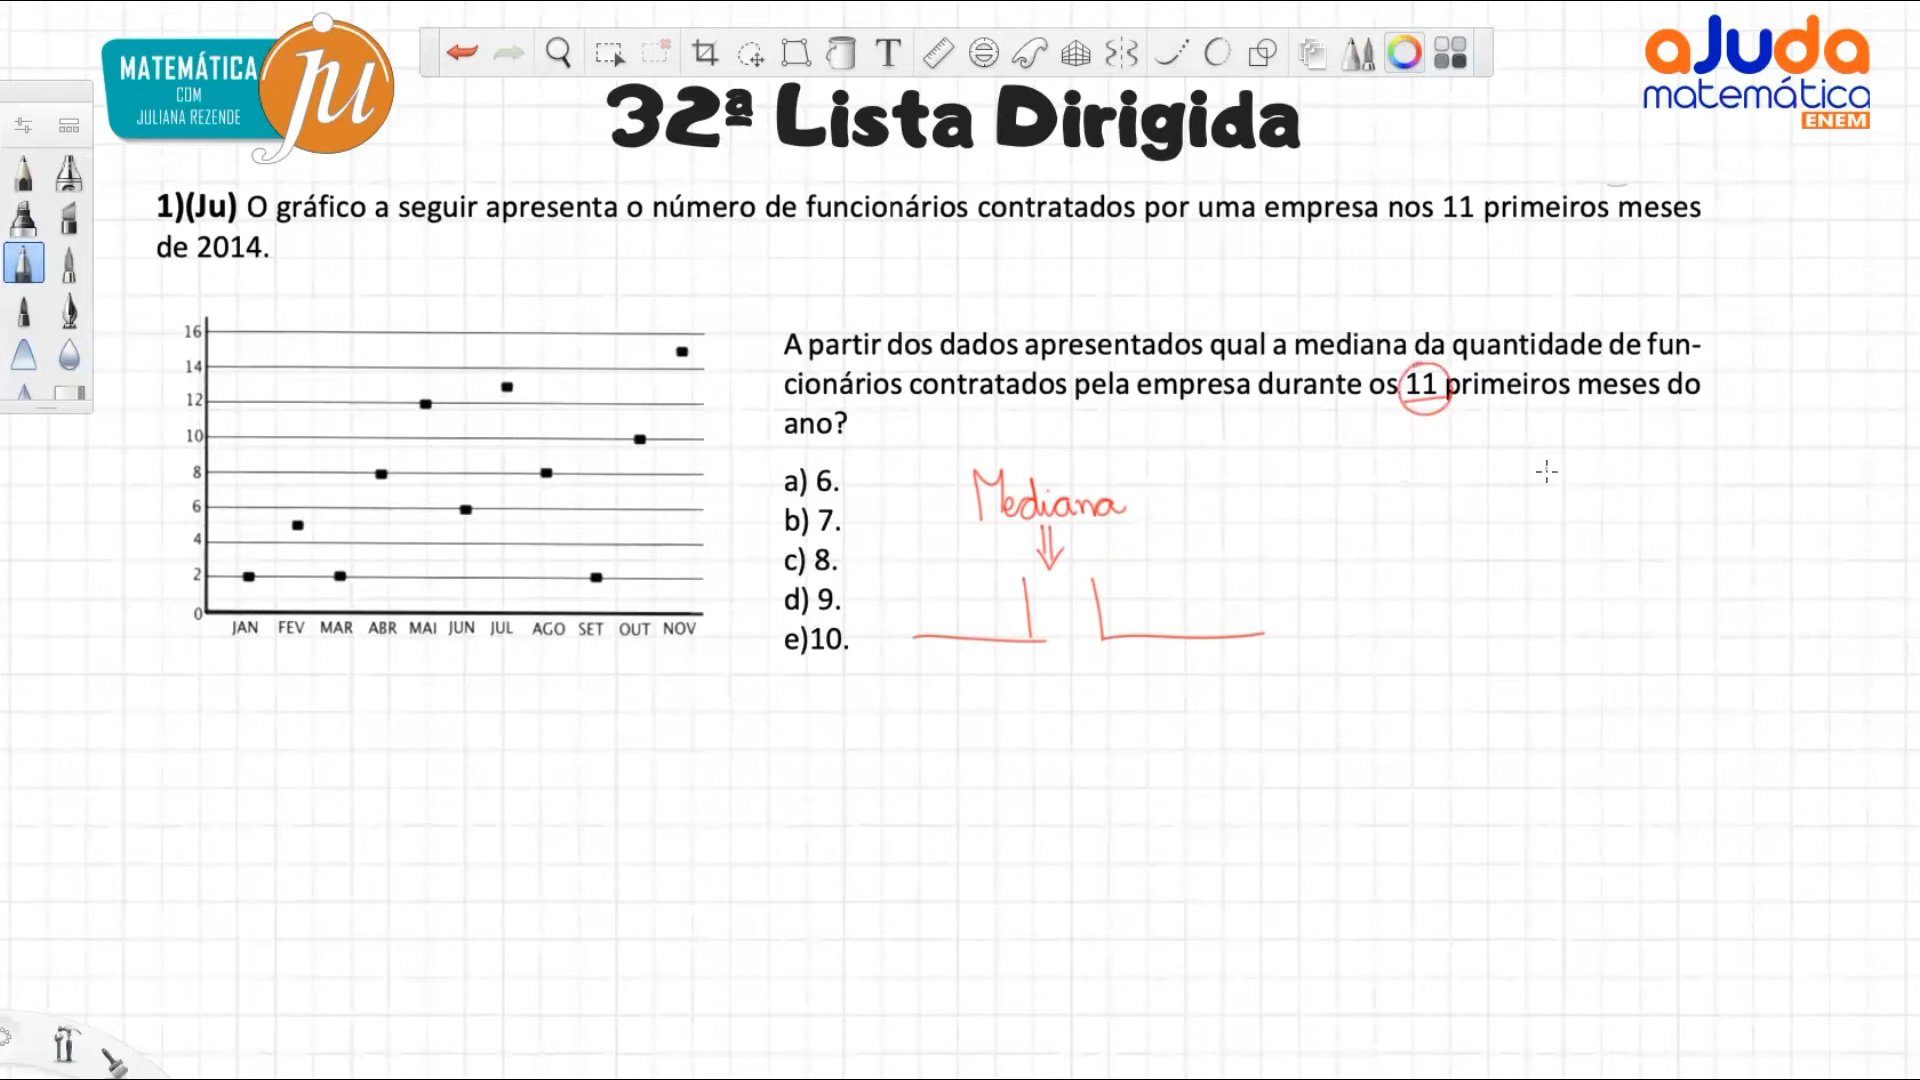 MATEMÁTICA
COM
JULIANA REZENDE
ju
T
aJuda
matemática
ENEM
32ª Lista Dirigida
1)(Ju) O gráfico a seguir apresenta o número de funcionários contratados por uma empresa nos 11 primeiros meses
de 2014.
16
14
12
10
8
6
4
2
0
JAN FEV MAR ABR MAI JUN JUL AGO SET OUT NOV
A partir dos dados apresentados qual a mediana da quantidade de fun-
cionários contratados pela empresa durante os 11 primeiros meses do
ano?
a) 6.
b) 7.
c) 8.
d) 9.
e)10.
Mediana